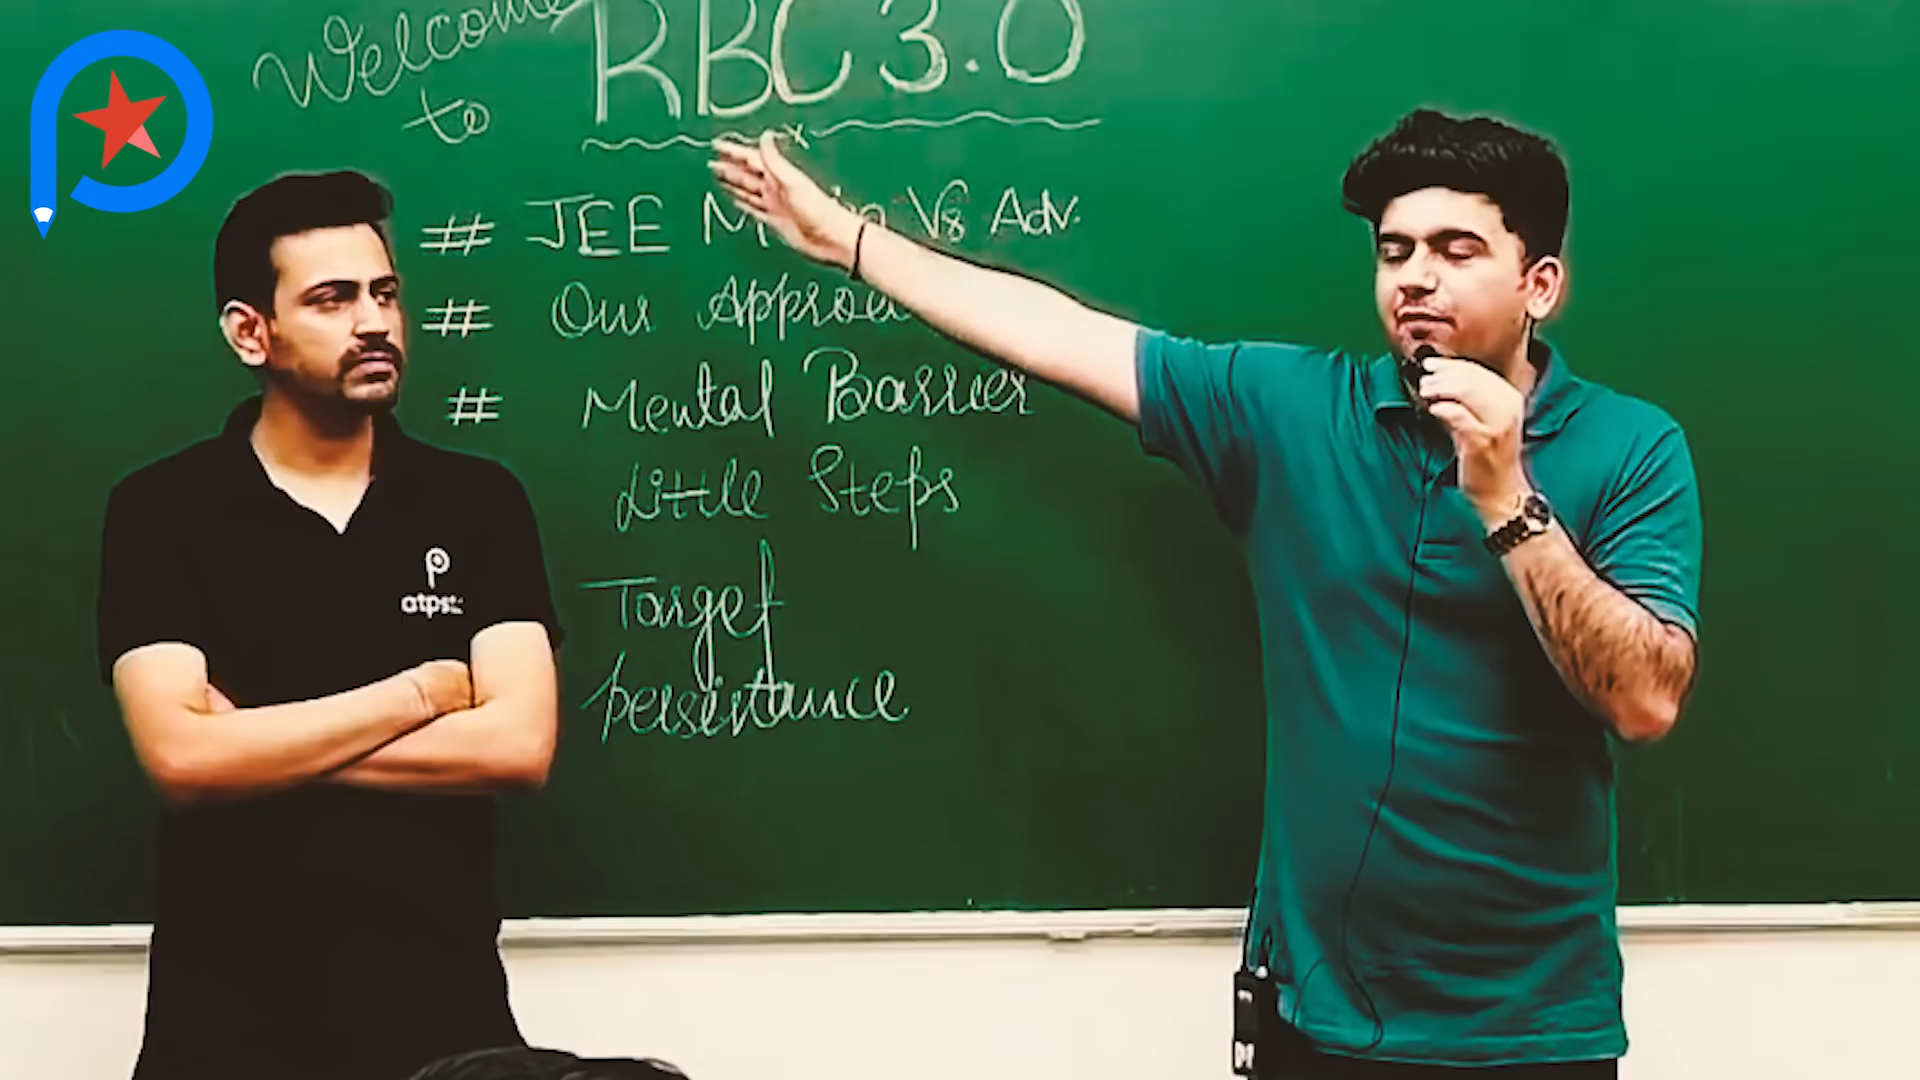 Welcome
to RBC 3.0
# JEE Vs Adv.
# Our
# Mental Barrier
Little Steps
Target
persistance
atpst